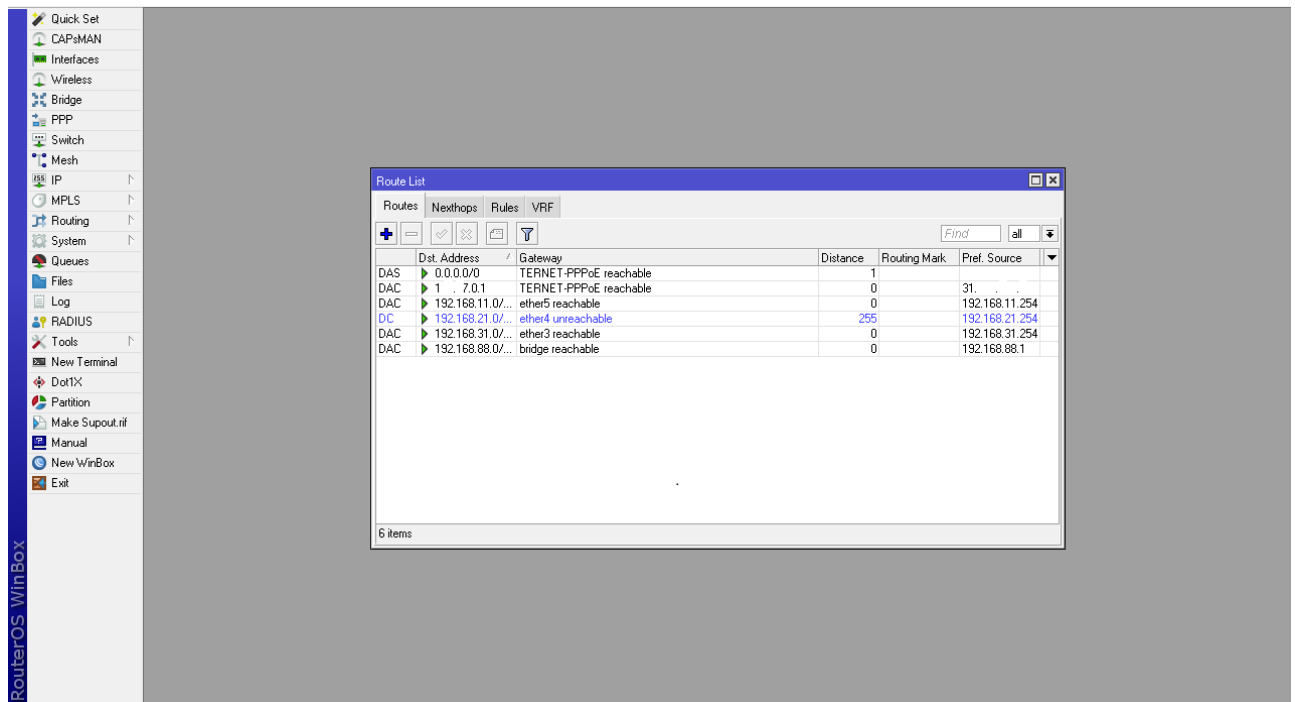 Quick Set
CAPsMAN
Interfaces
Wireless
Bridge
PPP
Switch
Mesh
IP
MPLS
Routing
System
Queues
Files
Log
RADIUS
Tools
New Terminal
Dot1X
Partition
Make Supout.rif
Manual
New WinBox
Exit
RouterOS WinBox
Route List
Routes Nexthops Rules VRF
Find all
Dst. Address Gateway Distance Routing Mark Pref. Source
DAS 0.0.0.0/0 TERNET-PPPoE reachable 1
DAC 1 . 7.0.1 TERNET-PPPoE reachable 0 31. . .
DAC 192.168.11.0/... ether5 reachable 0 192.168.11.254
DC 192.168.21.0/... ether4 unreachable 255 192.168.21.254
DAC 192.168.31.0/... ether3 reachable 0 192.168.31.254
DAC 192.168.88.0/... bridge reachable 0 192.168.88.1
6 items